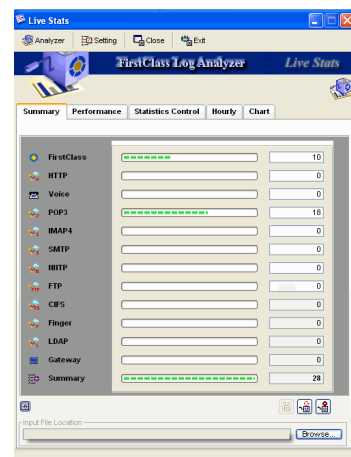 Live Stats
Analyzer Setting Close Exit
FirstClass Log Analyzer Live Stats
Summary Performance Statistics Control Hourly Chart
FirstClass 10
HTTP 0
Voice 0
POP3 18
IMAP4 0
SMTP 0
NNTP 0
FTP 0
CIFS 0
Finger 0
LDAP 0
Gateway 0
Summary 28
Input File Location
Browse...